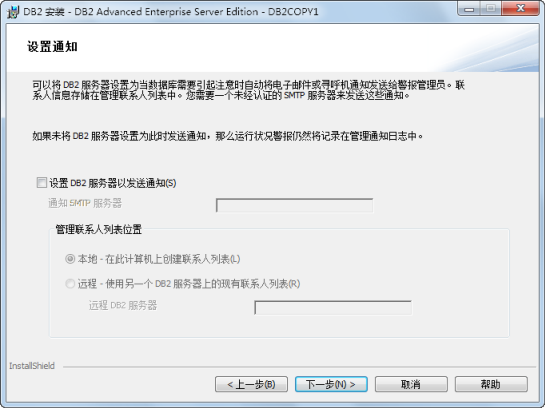 DB2 安装 - DB2 Advanced Enterprise Server Edition - DB2COPY1
设置通知
可以将 DB2 服务器设置为当数据库需要引起注意时自动将电子邮件或寻呼机通知发送给警报管理员。联
系人信息存储在管理联系人列表中。您需要一个未经认证的 SMTP 服务器来发送这些通知。
如果未将 DB2 服务器设置为此时发送通知，那么运行状况警报仍然将记录在管理通知日志中。
设置 DB2 服务器以发送通知(S)
通知 SMTP 服务器
管理联系人列表位置
本地 - 在此计算机上创建联系人列表(L)
远程 - 使用另一个 DB2 服务器上的现有联系人列表(R)
远程 DB2 服务器
InstallShield
< 上一步(B) 下一步(N) > 取消 帮助